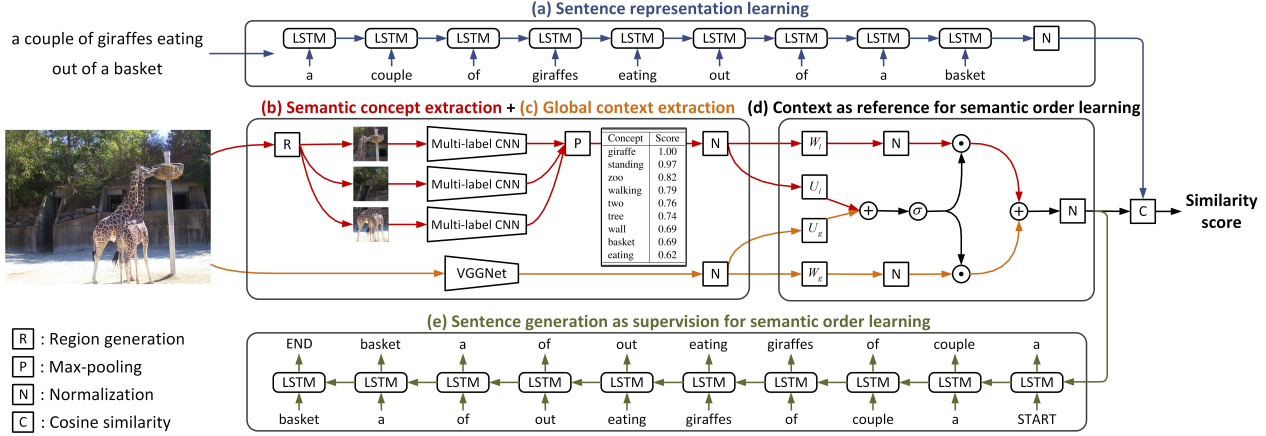 (a) Sentence representation learning
a couple of giraffes eating
out of a basket
LSTM LSTM LSTM LSTM LSTM LSTM LSTM LSTM LSTM N
a couple of giraffes eating out of a basket
(b) Semantic concept extraction + (c) Global context extraction
(d) Context as reference for semantic order learning
R
Multi-label CNN
Multi-label CNN
Multi-label CNN
P
Concept Score
giraffe 1.00
standing 0.97
zoo 0.82
walking 0.79
two 0.76
tree 0.74
wall 0.69
basket 0.69
eating 0.62
N
VGGNet
N
W_l N
U_l
+ σ
U_g
W_g N
+ N C
Similarity
score
(e) Sentence generation as supervision for semantic order learning
END basket a of out eating giraffes of couple a
LSTM LSTM LSTM LSTM LSTM LSTM LSTM LSTM LSTM LSTM
basket a of out eating giraffes of couple a START
R : Region generation
P : Max-pooling
N : Normalization
C : Cosine similarity